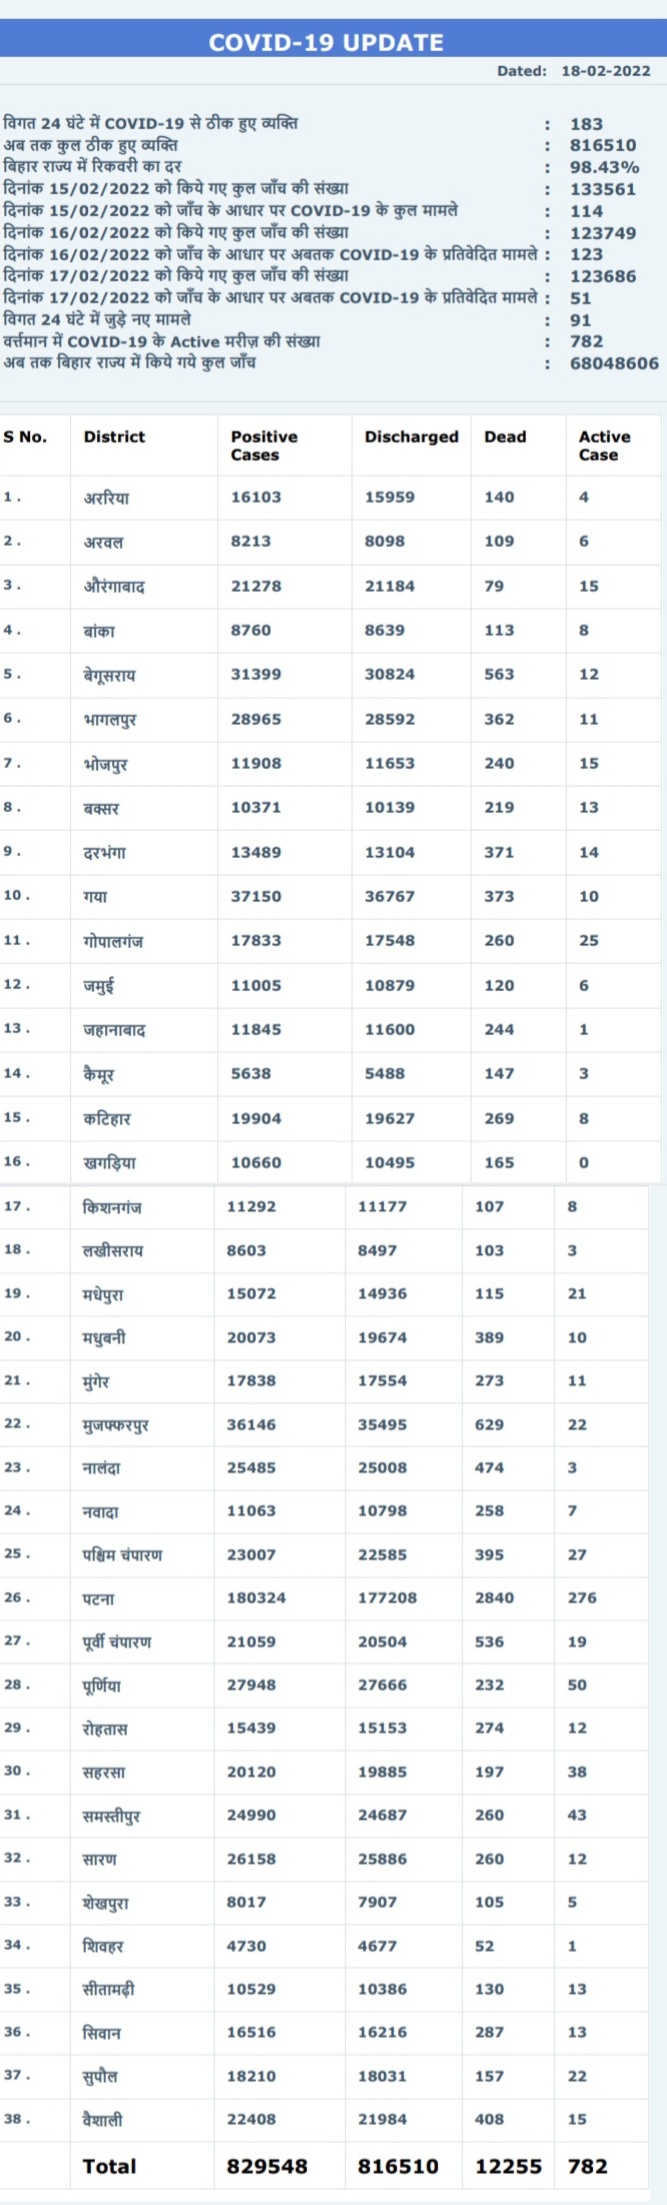 COVID-19 UPDATE
Dated: 18-02-2022
विगत 24 घंटे में COVID-19 से ठीक हुए व्यक्ति : 183
अब तक कुल ठीक हुए व्यक्ति : 816510
बिहार राज्य में रिकवरी का दर : 98.43%
दिनांक 15/02/2022 को किये गए कुल जाँच की संख्या : 133561
दिनांक 15/02/2022 को जाँच के आधार पर COVID-19 के कुल मामले : 114
दिनांक 16/02/2022 को किये गए कुल जाँच की संख्या : 123749
दिनांक 16/02/2022 को जाँच के आधार पर अबतक COVID-19 के प्रतिवेदित मामले : 123
दिनांक 17/02/2022 को किये गए कुल जाँच की संख्या : 123686
दिनांक 17/02/2022 को जाँच के आधार पर अबतक COVID-19 के प्रतिवेदित मामले : 51
विगत 24 घंटे में जुड़े नए मामले : 91
वर्त्तमान में COVID-19 के Active मरीज़ की संख्या : 782
अब तक बिहार राज्य में किये गये कुल जाँच : 68048606
S No. District Positive Cases Discharged Dead Active Case
1. अररिया 16103 15959 140 4
2. अरवल 8213 8098 109 6
3. औरंगाबाद 21278 21184 79 15
4. बांका 8760 8639 113 8
5. बेगूसराय 31399 30824 563 12
6. भागलपुर 28965 28592 362 11
7. भोजपुर 11908 11653 240 15
8. बक्सर 10371 10139 219 13
9. दरभंगा 13489 13104 371 14
10. गया 37150 36767 373 10
11. गोपालगंज 17833 17548 260 25
12. जमुई 11005 10879 120 6
13. जहानाबाद 11845 11600 244 1
14. कैमूर 5638 5488 147 3
15. कटिहार 19904 19627 269 8
16. खगड़िया 10660 10495 165 0
17. किशनगंज 11292 11177 107 8
18. लखीसराय 8603 8497 103 3
19. मधेपुरा 15072 14936 115 21
20. मधुबनी 20073 19674 389 10
21. मुंगेर 17838 17554 273 11
22. मुजफ्फरपुर 36146 35495 629 22
23. नालंदा 25485 25008 474 3
24. नवादा 11063 10798 258 7
25. पश्चिम चंपारण 23007 22585 395 27
26. पटना 180324 177208 2840 276
27. पूर्वी चंपारण 21059 20504 536 19
28. पूर्णिया 27948 27666 232 50
29. रोहतास 15439 15153 274 12
30. सहरसा 20120 19885 197 38
31. समस्तीपुर 24990 24687 260 43
32. सारण 26158 25886 260 12
33. शेखपुरा 8017 7907 105 5
34. शिवहर 4730 4677 52 1
35. सीतामढ़ी 10529 10386 130 13
36. सिवान 16516 16216 287 13
37. सुपौल 18210 18031 157 22
38. वैशाली 22408 21984 408 15
Total 829548 816510 12255 782